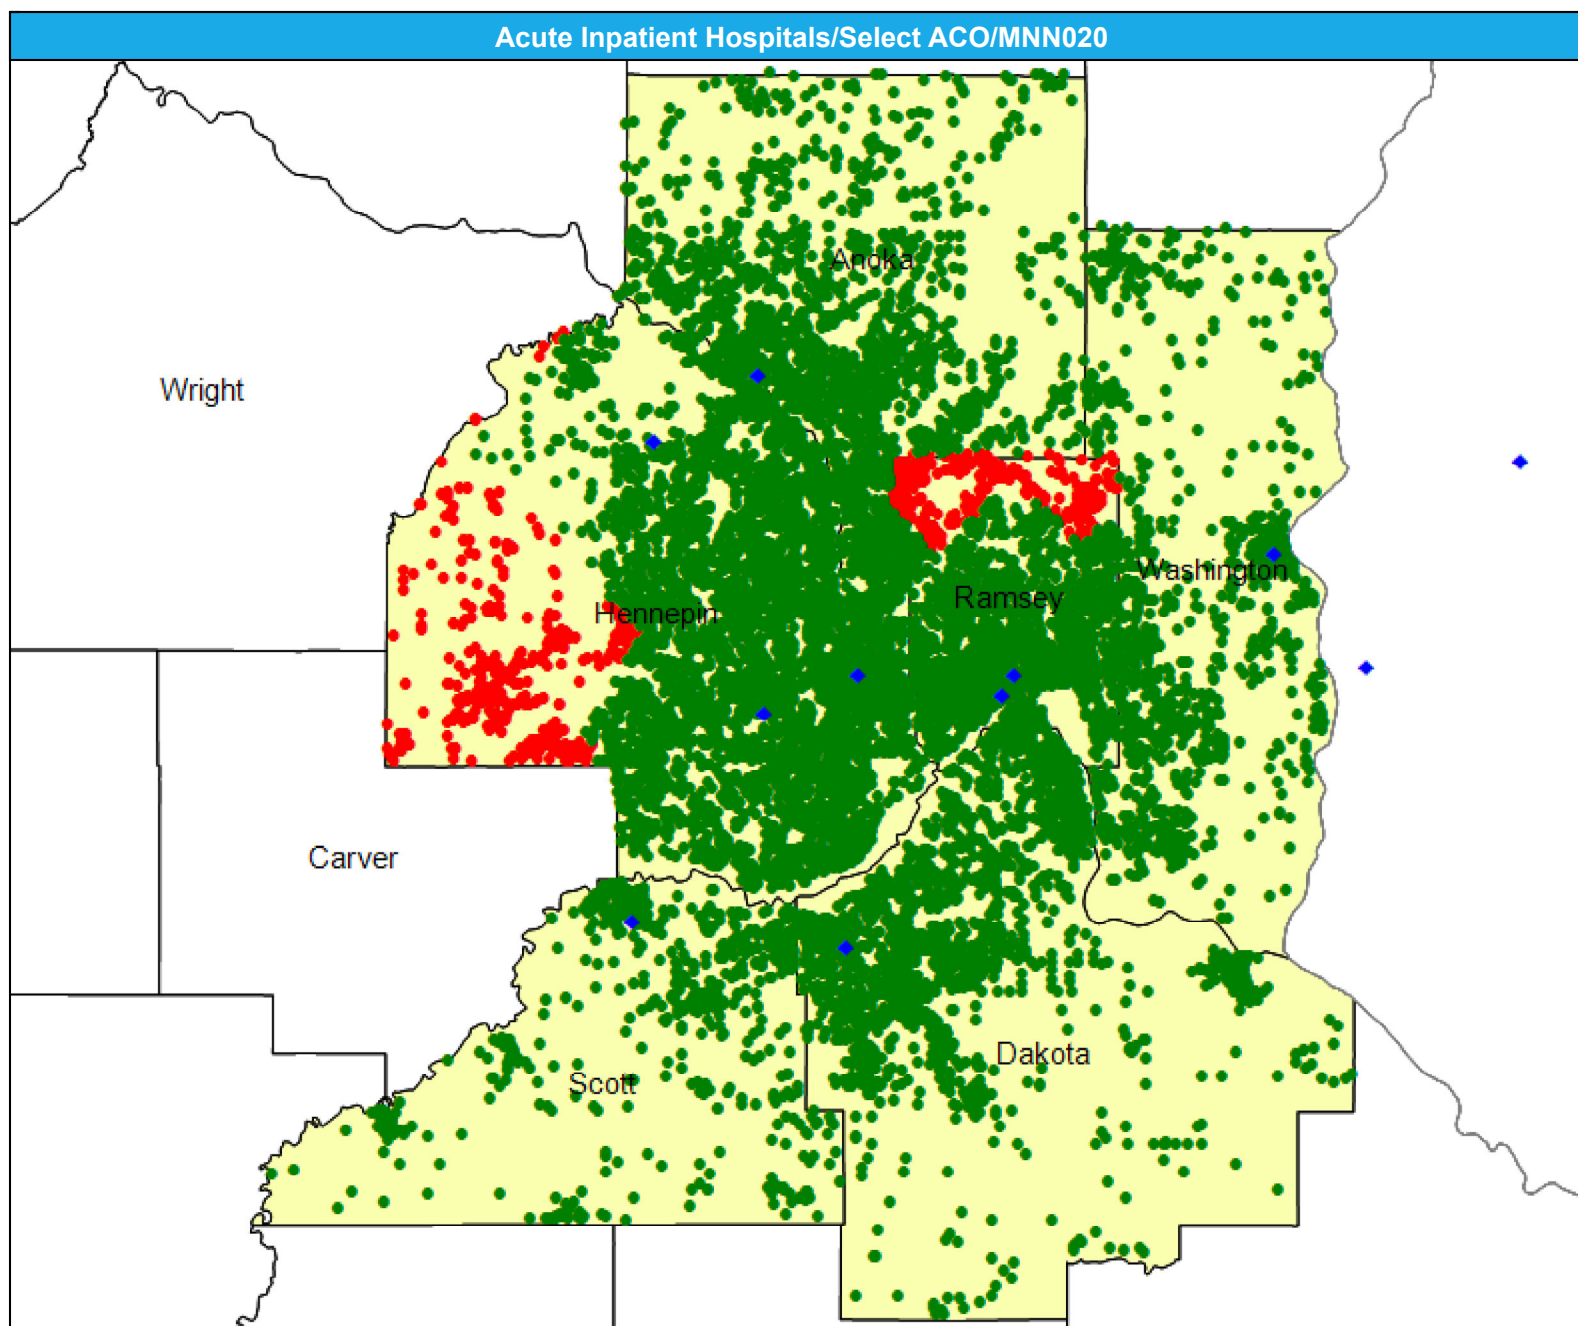 Acute Inpatient Hospitals/Select ACO/MNN020
Anoka
Wright
Washington
Ramsey
Hennepin
Carver
Dakota
Scott